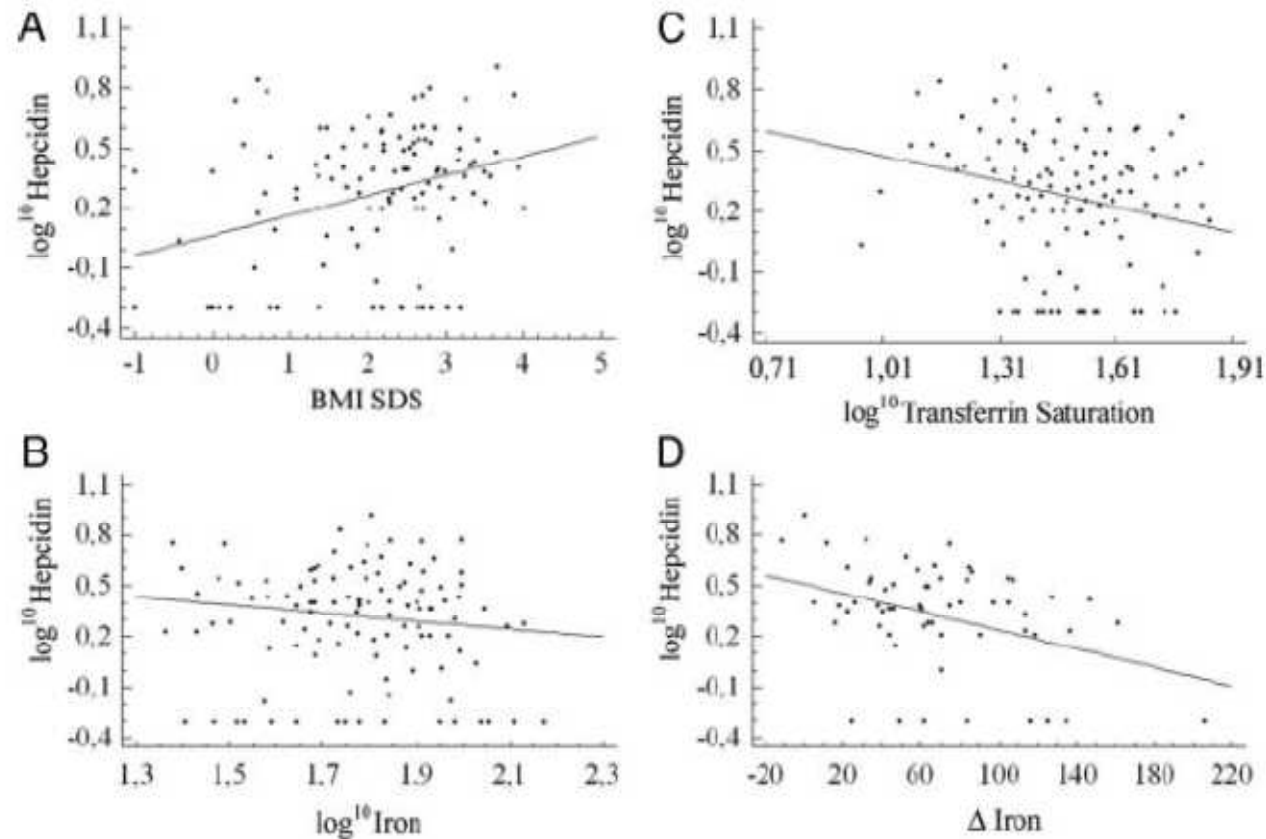 A
log¹⁰ Hepcidin
1,1
0.8
0.5
0.2
-0.1
-0.4
-1 0 1 2 3 4 5
BMI SDS
C
log¹⁰ Hepcidin
1,1
0.8
0.5
0.2
-0.1
-0.4
0,71 1,01 1,31 1,61 1,91
log¹⁰ Transferrin Saturation
B
log¹⁰ Hepcidin
1.1
0.8
0.5
0.2
-0.1
-0.4
1.3 1.5 1.7 1.9 2.1 2.3
log¹⁰ Iron
D
log¹⁰ Hepcidin
1.1
0.8
0.5
0.2
-0.1
-0.4
-20 20 60 100 140 180 220
Δ Iron